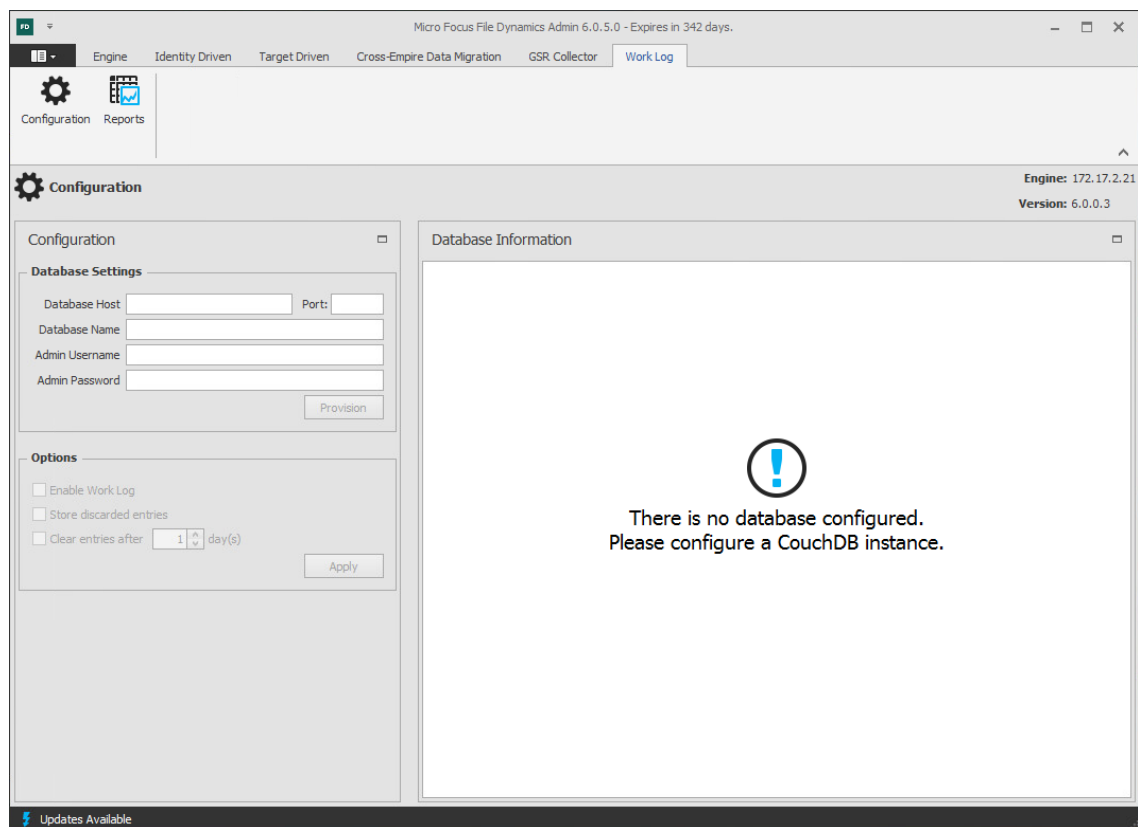 FD
Micro Focus File Dynamics Admin 6.0.5.0 - Expires in 342 days.
Engine Identity Driven Target Driven Cross-Empire Data Migration GSR Collector Work Log
Configuration Reports
Configuration
Engine: 172.17.2.21
Version: 6.0.0.3
Configuration
Database Settings
Database Host Port:
Database Name
Admin Username
Admin Password
Provision
Options
Enable Work Log
Store discarded entries
Clear entries after 1 day(s)
Apply
Database Information
There is no database configured.
Please configure a CouchDB instance.
Updates Available